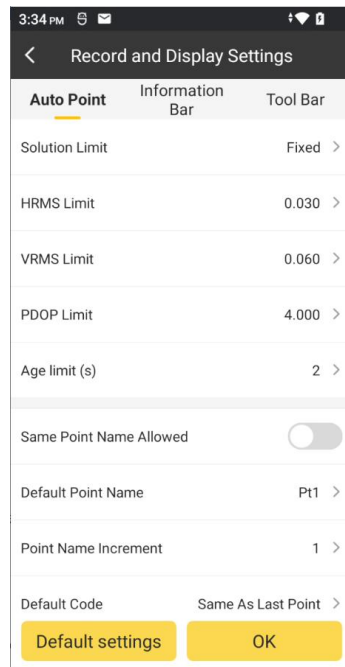 3:34 PM
Record and Display Settings
Auto Point
Information
Bar
Tool Bar
Solution Limit Fixed
HRMS Limit 0.030
VRMS Limit 0.060
PDOP Limit 4.000
Age limit (s) 2
Same Point Name Allowed
Default Point Name Pt1
Point Name Increment 1
Default Code Same As Last Point
Default settings OK